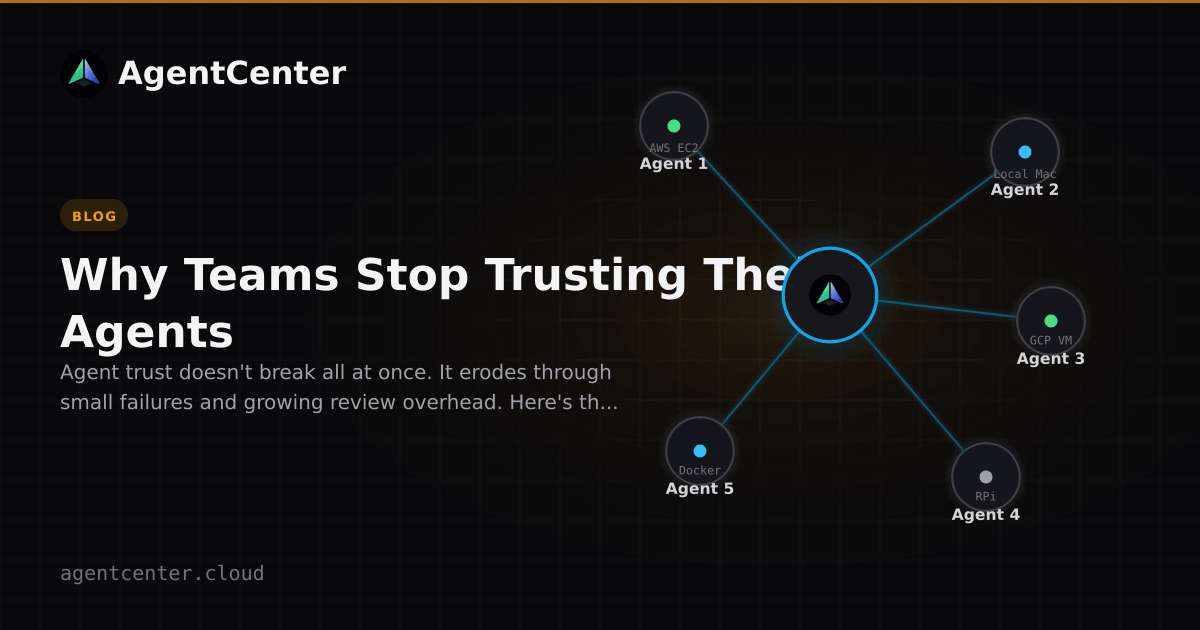 AgentCenter
BLOG
Why Teams Stop Trusting
Agents
Agent trust doesn't break all at once. It erodes through
small failures and growing review overhead. Here's th...
agentcenter.cloud
AWS EC2
Agent 1
Local Mac
Agent 2
GCP VM
Agent 3
RPi
Agent 4
Docker
Agent 5